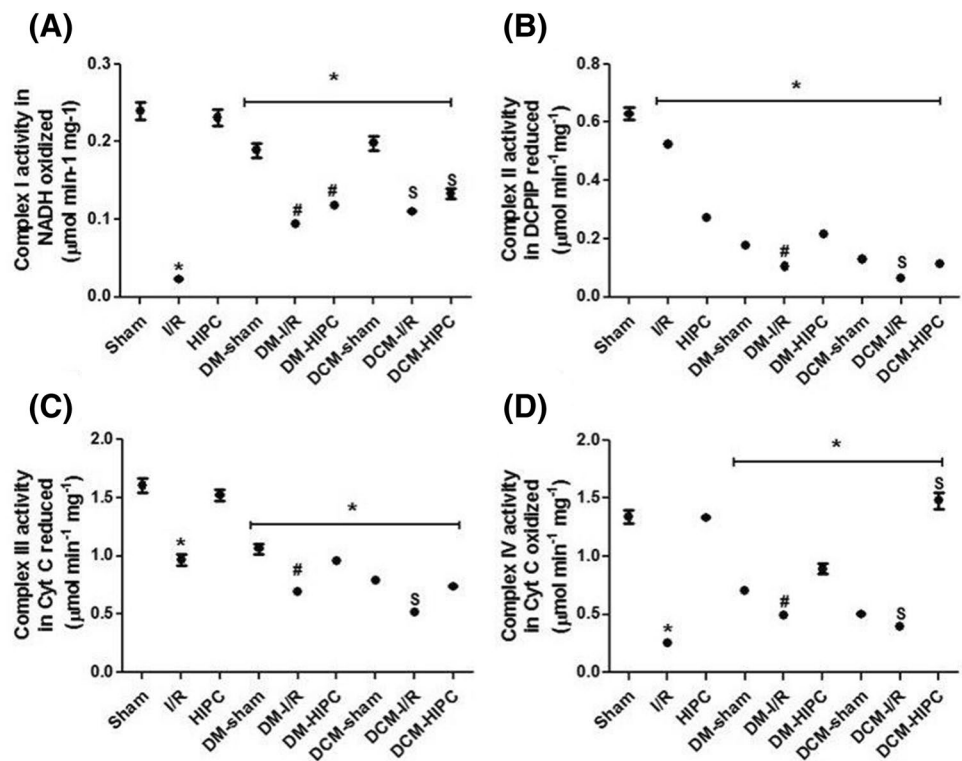 (A)
Complex I activity in
NADH oxidized
(μmol min-1 mg-1)
0.3
0.2
0.1
0.0
*
*
#
#
S
S
Sham
I/R
HIPC
DM-sham
DM-I/R
DM-HIPC
DCM-sham
DCM-I/R
DCM-HIPC
(B)
Complex II activity
in DCPIP reduced
(μmol min⁻¹mg⁻¹)
0.8
0.6
0.4
0.2
0.0
*
#
S
Sham
I/R
HIPC
DM-sham
DM-I/R
DM-HIPC
DCM-sham
DCM-I/R
DCM-HIPC
(C)
Complex III activity
in Cyt C reduced
(μmol min⁻¹ mg⁻¹)
2.0
1.5
1.0
0.5
0.0
*
*
#
S
Sham
I/R
HIPC
DM-sham
DM-I/R
DM-HIPC
DCM-sham
DCM-I/R
DCM-HIPC
(D)
Complex IV activity
in Cyt C oxidized
(μmol min⁻¹ mg⁻¹)
2.0
1.5
1.0
0.5
0.0
*
*
#
S
S
Sham
I/R
HIPC
DM-sham
DM-I/R
DM-HIPC
DCM-sham
DCM-I/R
DCM-HIPC